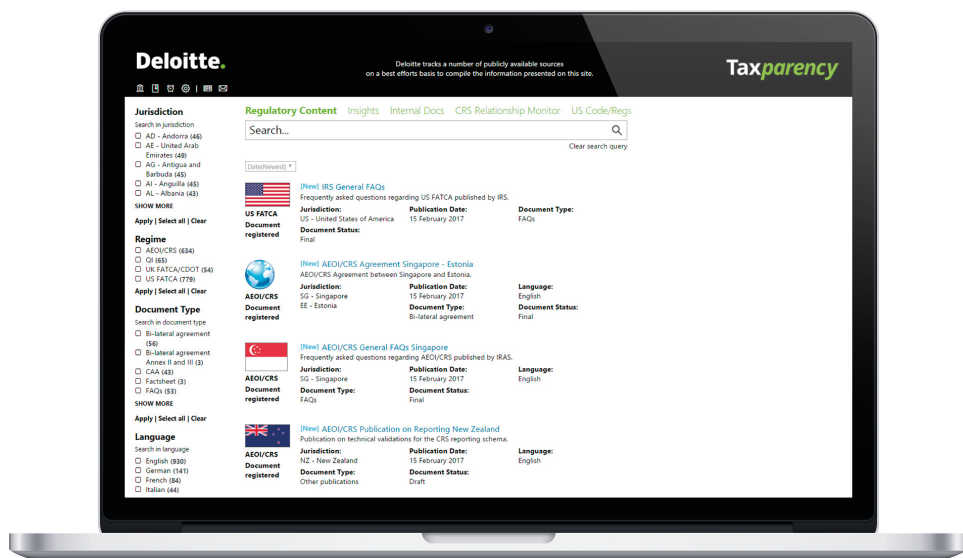 Deloitte.
Deloitte tracks a number of publicly available sources
on a best efforts basis to compile the information presented on this site.
Taxparency
Jurisdiction
Search in jurisdiction
AD - Andorra (46)
AE - United Arab
Emirates (49)
AG - Antigua and
Barbuda (45)
AI - Anguilla (45)
AL - Albania (43)
SHOW MORE
Apply | Select all | Clear
Regime
AEOI/CRS (634)
QI (65)
UK FATCA/CDOT (54)
US FATCA (779)
Apply | Select all | Clear
Document Type
Search in document type
Bi-lateral agreement
(56)
Bi-lateral agreement
Annex II and III (3)
CAA (43)
Factsheet (3)
FAQs (53)
SHOW MORE
Apply | Select all | Clear
Language
Search in language
English (930)
German (141)
French (84)
Italian (44)
Regulatory Content Insights Internal Docs CRS Relationship Monitor US Code/Regs
Search...
Clear search query
Date(Newest)
[New] IRS General FAQs
Frequently asked questions regarding US FATCA published by IRS.
US FATCA
Document
registered
Jurisdiction:
US - United States of America
Publication Date:
15 February 2017
Document Type:
FAQs
Document Status:
Final
[New] AEOI/CRS Agreement Singapore - Estonia
AEOI/CRS Agreement between Singapore and Estonia.
AEOI/CRS
Document
registered
Jurisdiction:
SG - Singapore
EE - Estonia
Publication Date:
15 February 2017
Language:
English
Document Type:
Bi-lateral agreement
Document Status:
Final
[New] AEOI/CRS General FAQs Singapore
Frequently asked questions regarding AEOI/CRS published by IRAS.
AEOI/CRS
Document
registered
Jurisdiction:
SG - Singapore
Publication Date:
15 February 2017
Language:
English
Document Type:
FAQs
Document Status:
Final
[New] AEOI/CRS Publication on Reporting New Zealand
Publication on technical validations for the CRS reporting schema.
AEOI/CRS
Document
registered
Jurisdiction:
NZ - New Zealand
Publication Date:
15 February 2017
Language:
English
Document Type:
Other publications
Document Status:
Draft